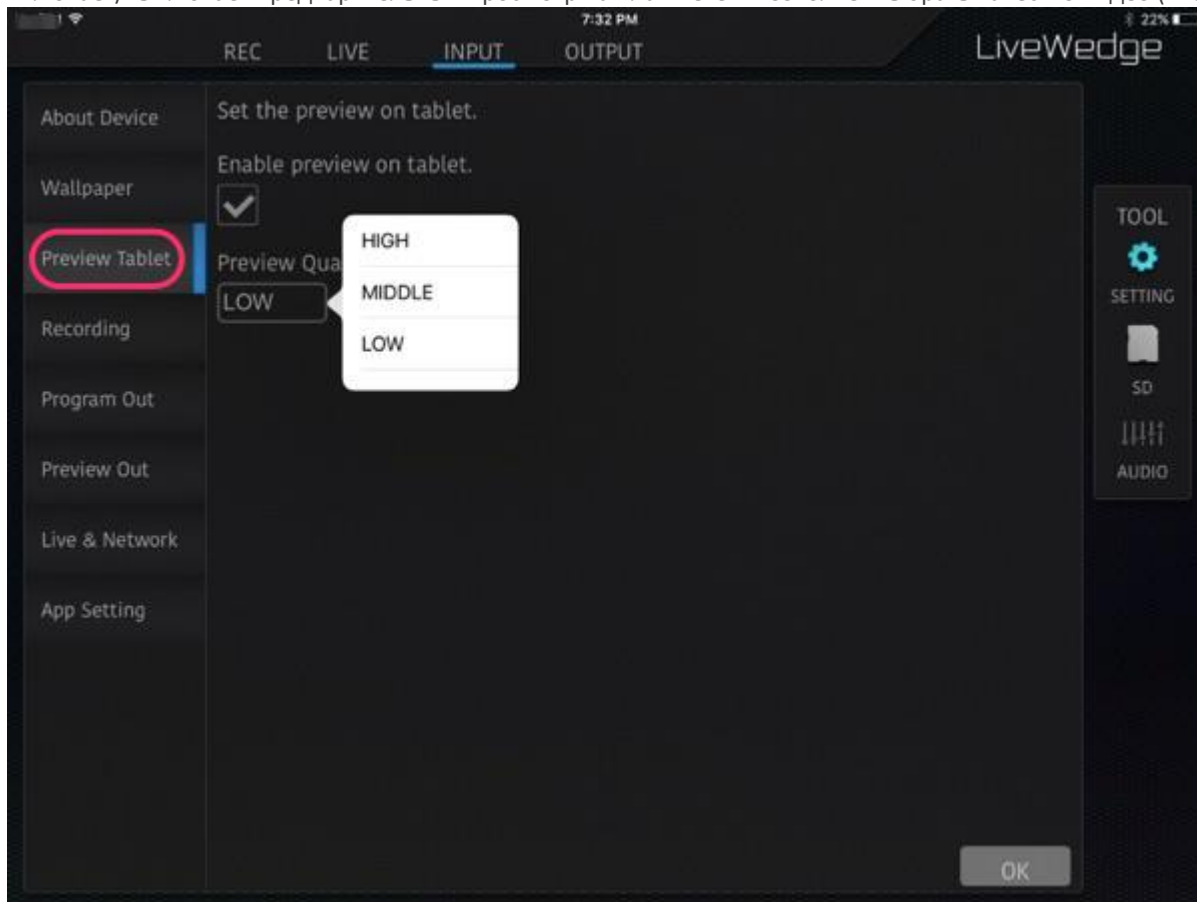 7:32 PM
22%
REC LIVE INPUT OUTPUT
LiveWedge
About Device
Wallpaper
Preview Tablet
Recording
Program Out
Preview Out
Live & Network
App Setting
Set the preview on tablet.
Enable preview on tablet.
Preview Qua
LOW
HIGH
MIDDLE
LOW
TOOL
SETTING
SD
AUDIO
OK